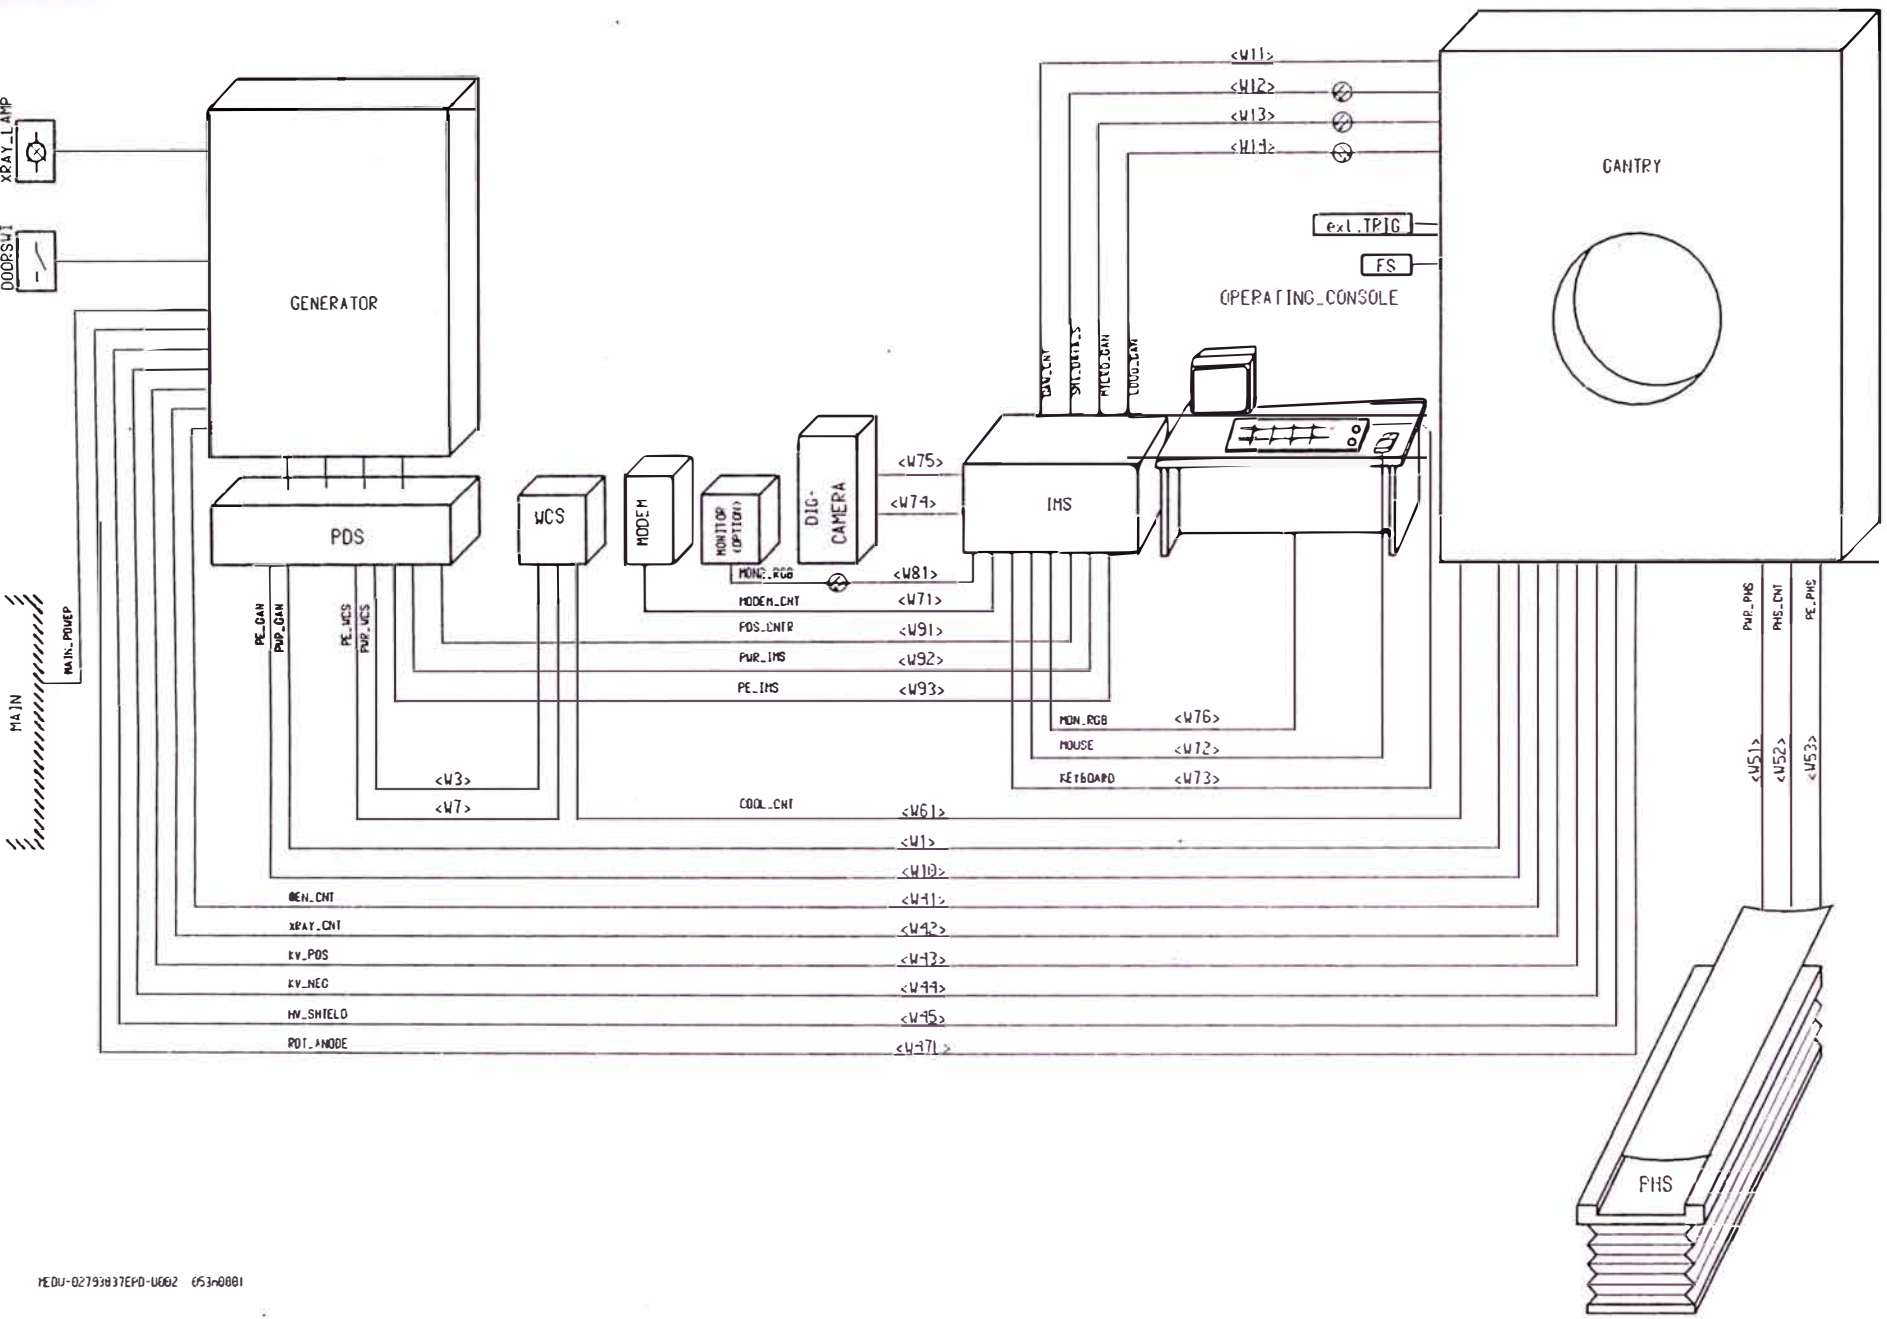 <W11>
<W12>
<W13>
<W14>
XRAY_LAMP
DOORSWI
GENERATOR
GANTRY
ext.TRIG
FS
OPERATING_CONSOLE
MICRO_GAN
LOUD_GAN
PDS
WCS
MODEM
MONITOR
(OPTION)
DIG-
CAMERA
<W75>
<W74>
IMS
MAIN
MAIN_POWER
PE_GAN
PWR_GAN
PE_WCS
PWR_WCS
MON2_RGB
<W81>
MODEM_CNT
<W71>
PDS_CNTR
<W91>
PWR_IMS
<W92>
PE_IMS
<W93>
MON_RGB
<W76>
MOUSE
<W72>
KEYBOARD
<W73>
PWR_PHS
PHS_CNT
PE_PHS
<W51>
<W52>
<W53>
<W3>
<W7>
COOL_CNT
<W61>
<W1>
<W10>
GEN_CNT
<W41>
XRAY_CNT
<W42>
KV_POS
<W43>
KV_NEG
<W44>
HV_SHIELD
<W45>
ROT_ANODE
<W471>
PHS